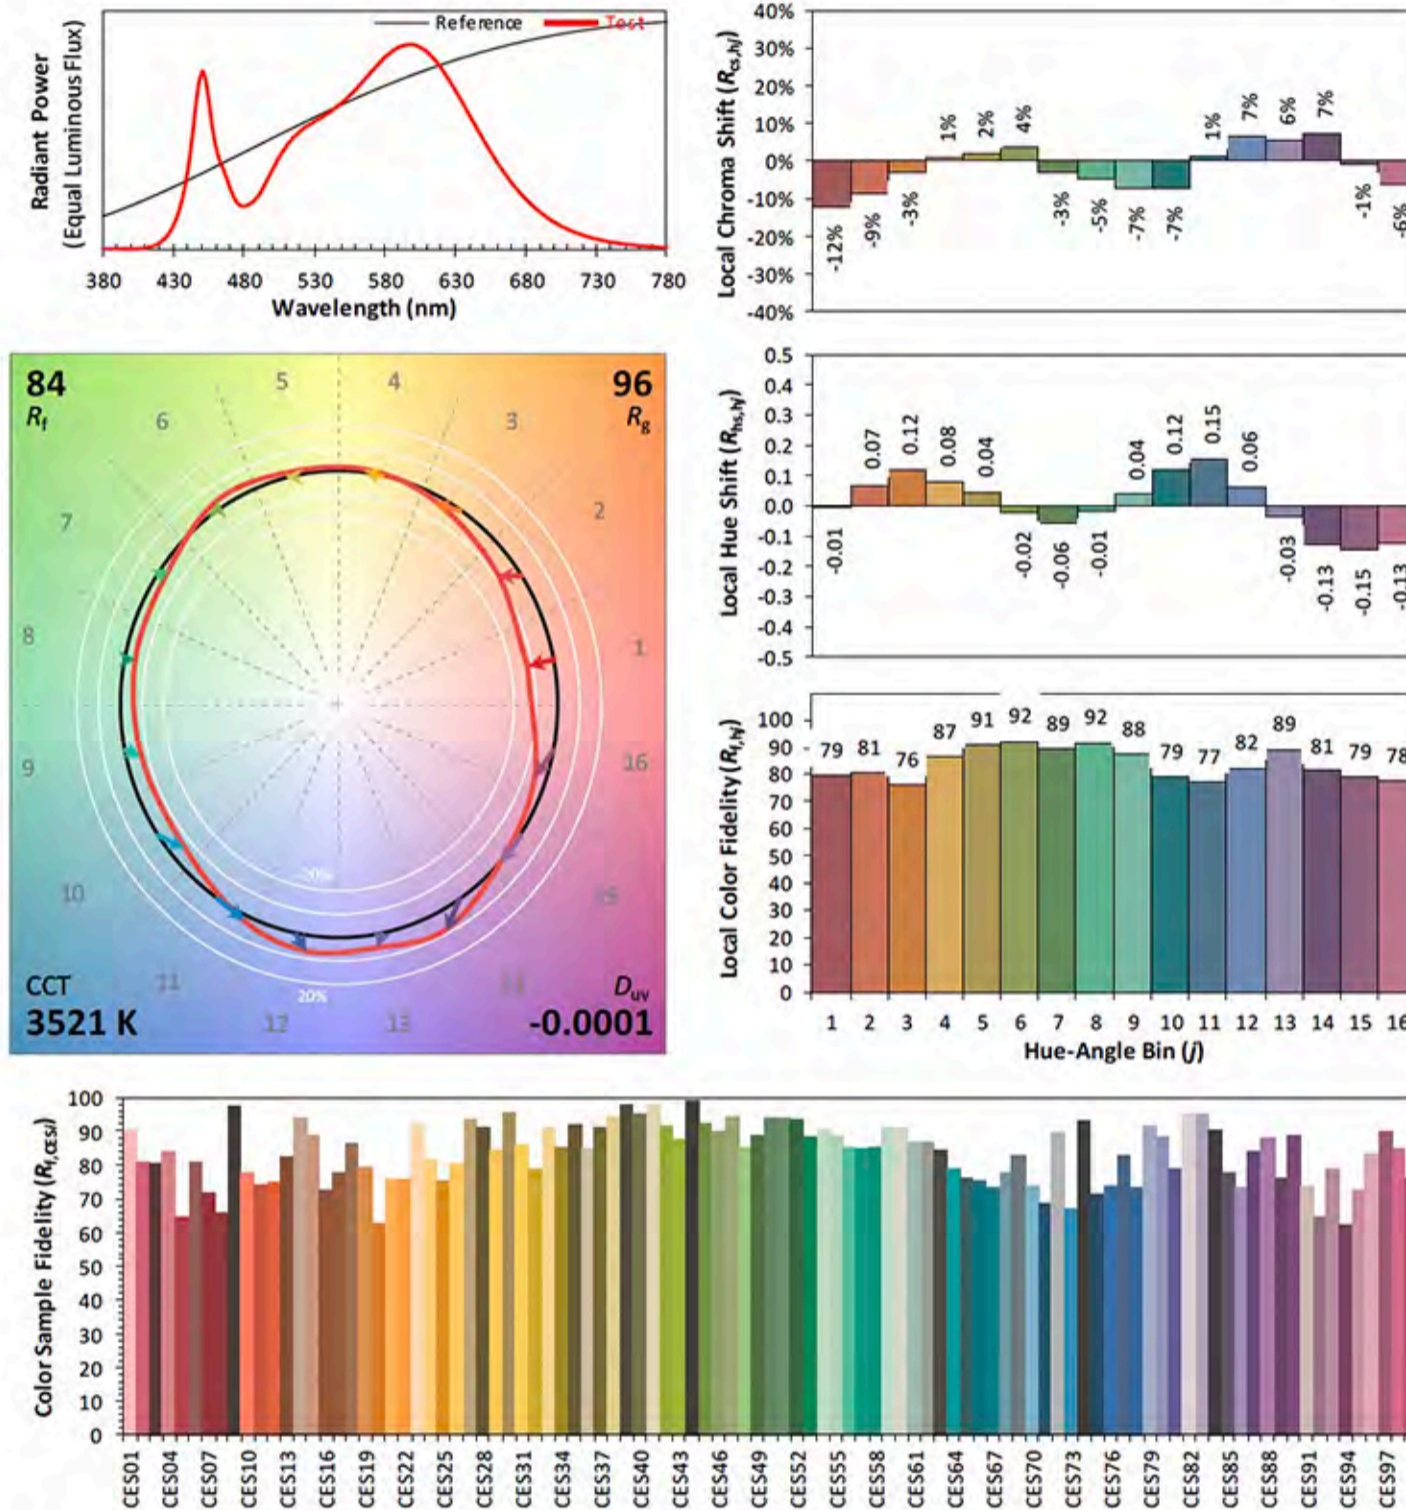 Reference Test
Radiant Power
(Equal Luminous Flux)
380 430 480 530 580 630 680 730 780
Wavelength (nm)
Local Chroma Shift (Rcs,hj)
40%
30%
20%
10%
0%
-10%
-20%
-30%
-40%
-12% -9% -3% 1% 2% 4% -3% -5% -7% -7% 1% 7% 6% 7% -1% -6%
84
Rf
96
Rg
5 4
6 3
7 2
8 1
9 16
10 15
11 14
12 13
-20%
20%
CCT
3521 K
Duv
-0.0001
Local Hue Shift (Rhs,hj)
0.5
0.4
0.3
0.2
0.1
0.0
-0.1
-0.2
-0.3
-0.4
-0.5
-0.01 0.07 0.12 0.08 0.04 -0.02 -0.06 -0.01 0.04 0.12 0.15 0.06 -0.03 -0.13 -0.15 -0.13
Local Color Fidelity (Rf,hj)
100
90
80
70
60
50
40
30
20
10
0
79 81 76 87 91 92 89 92 88 79 77 82 89 81 79 78
1 2 3 4 5 6 7 8 9 10 11 12 13 14 15 16
Hue-Angle Bin (j)
Color Sample Fidelity (Rf,CESi)
100
90
80
70
60
50
40
30
20
10
0
CES01 CES04 CES07 CES10 CES13 CES16 CES19 CES22 CES25 CES28 CES31 CES34 CES37 CES40 CES43 CES46 CES49 CES52 CES55 CES58 CES61 CES64 CES67 CES70 CES73 CES76 CES79 CES82 CES85 CES88 CES91 CES94 CES97